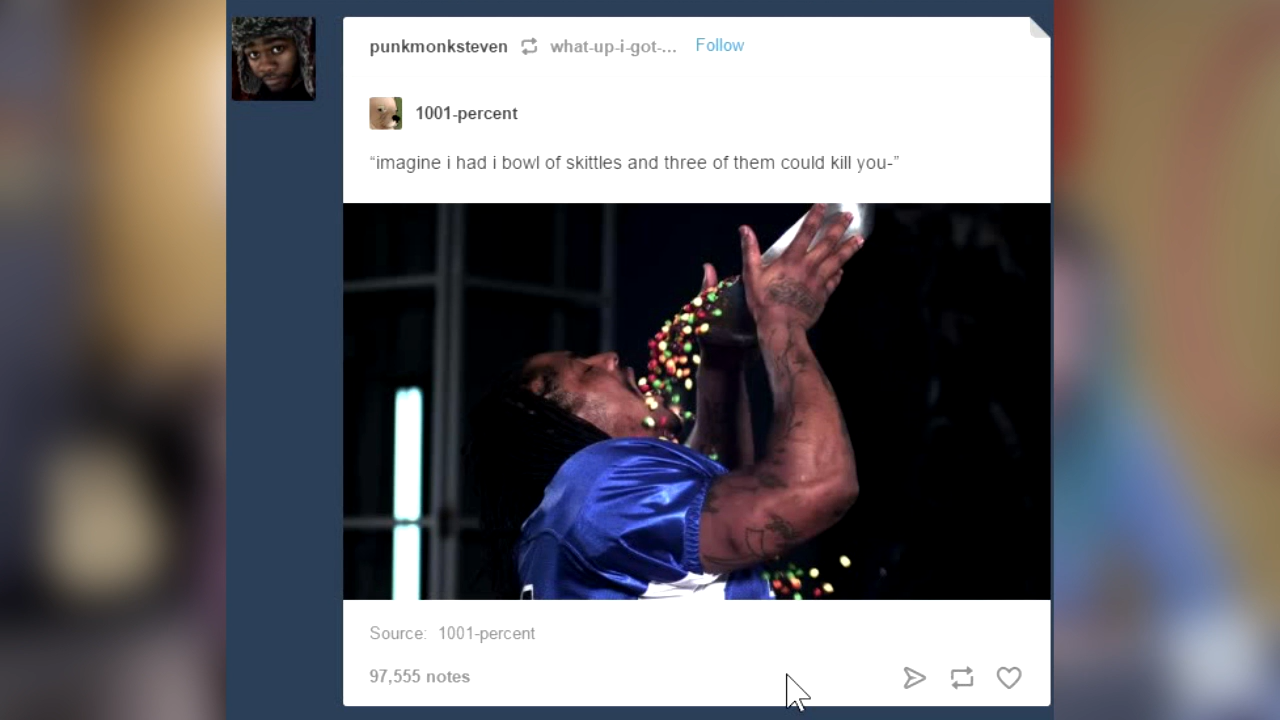 punkmonksteven what-up-i-got-... Follow
1001-percent
“imagine i had i bowl of skittles and three of them could kill you-”
Source: 1001-percent
97,555 notes